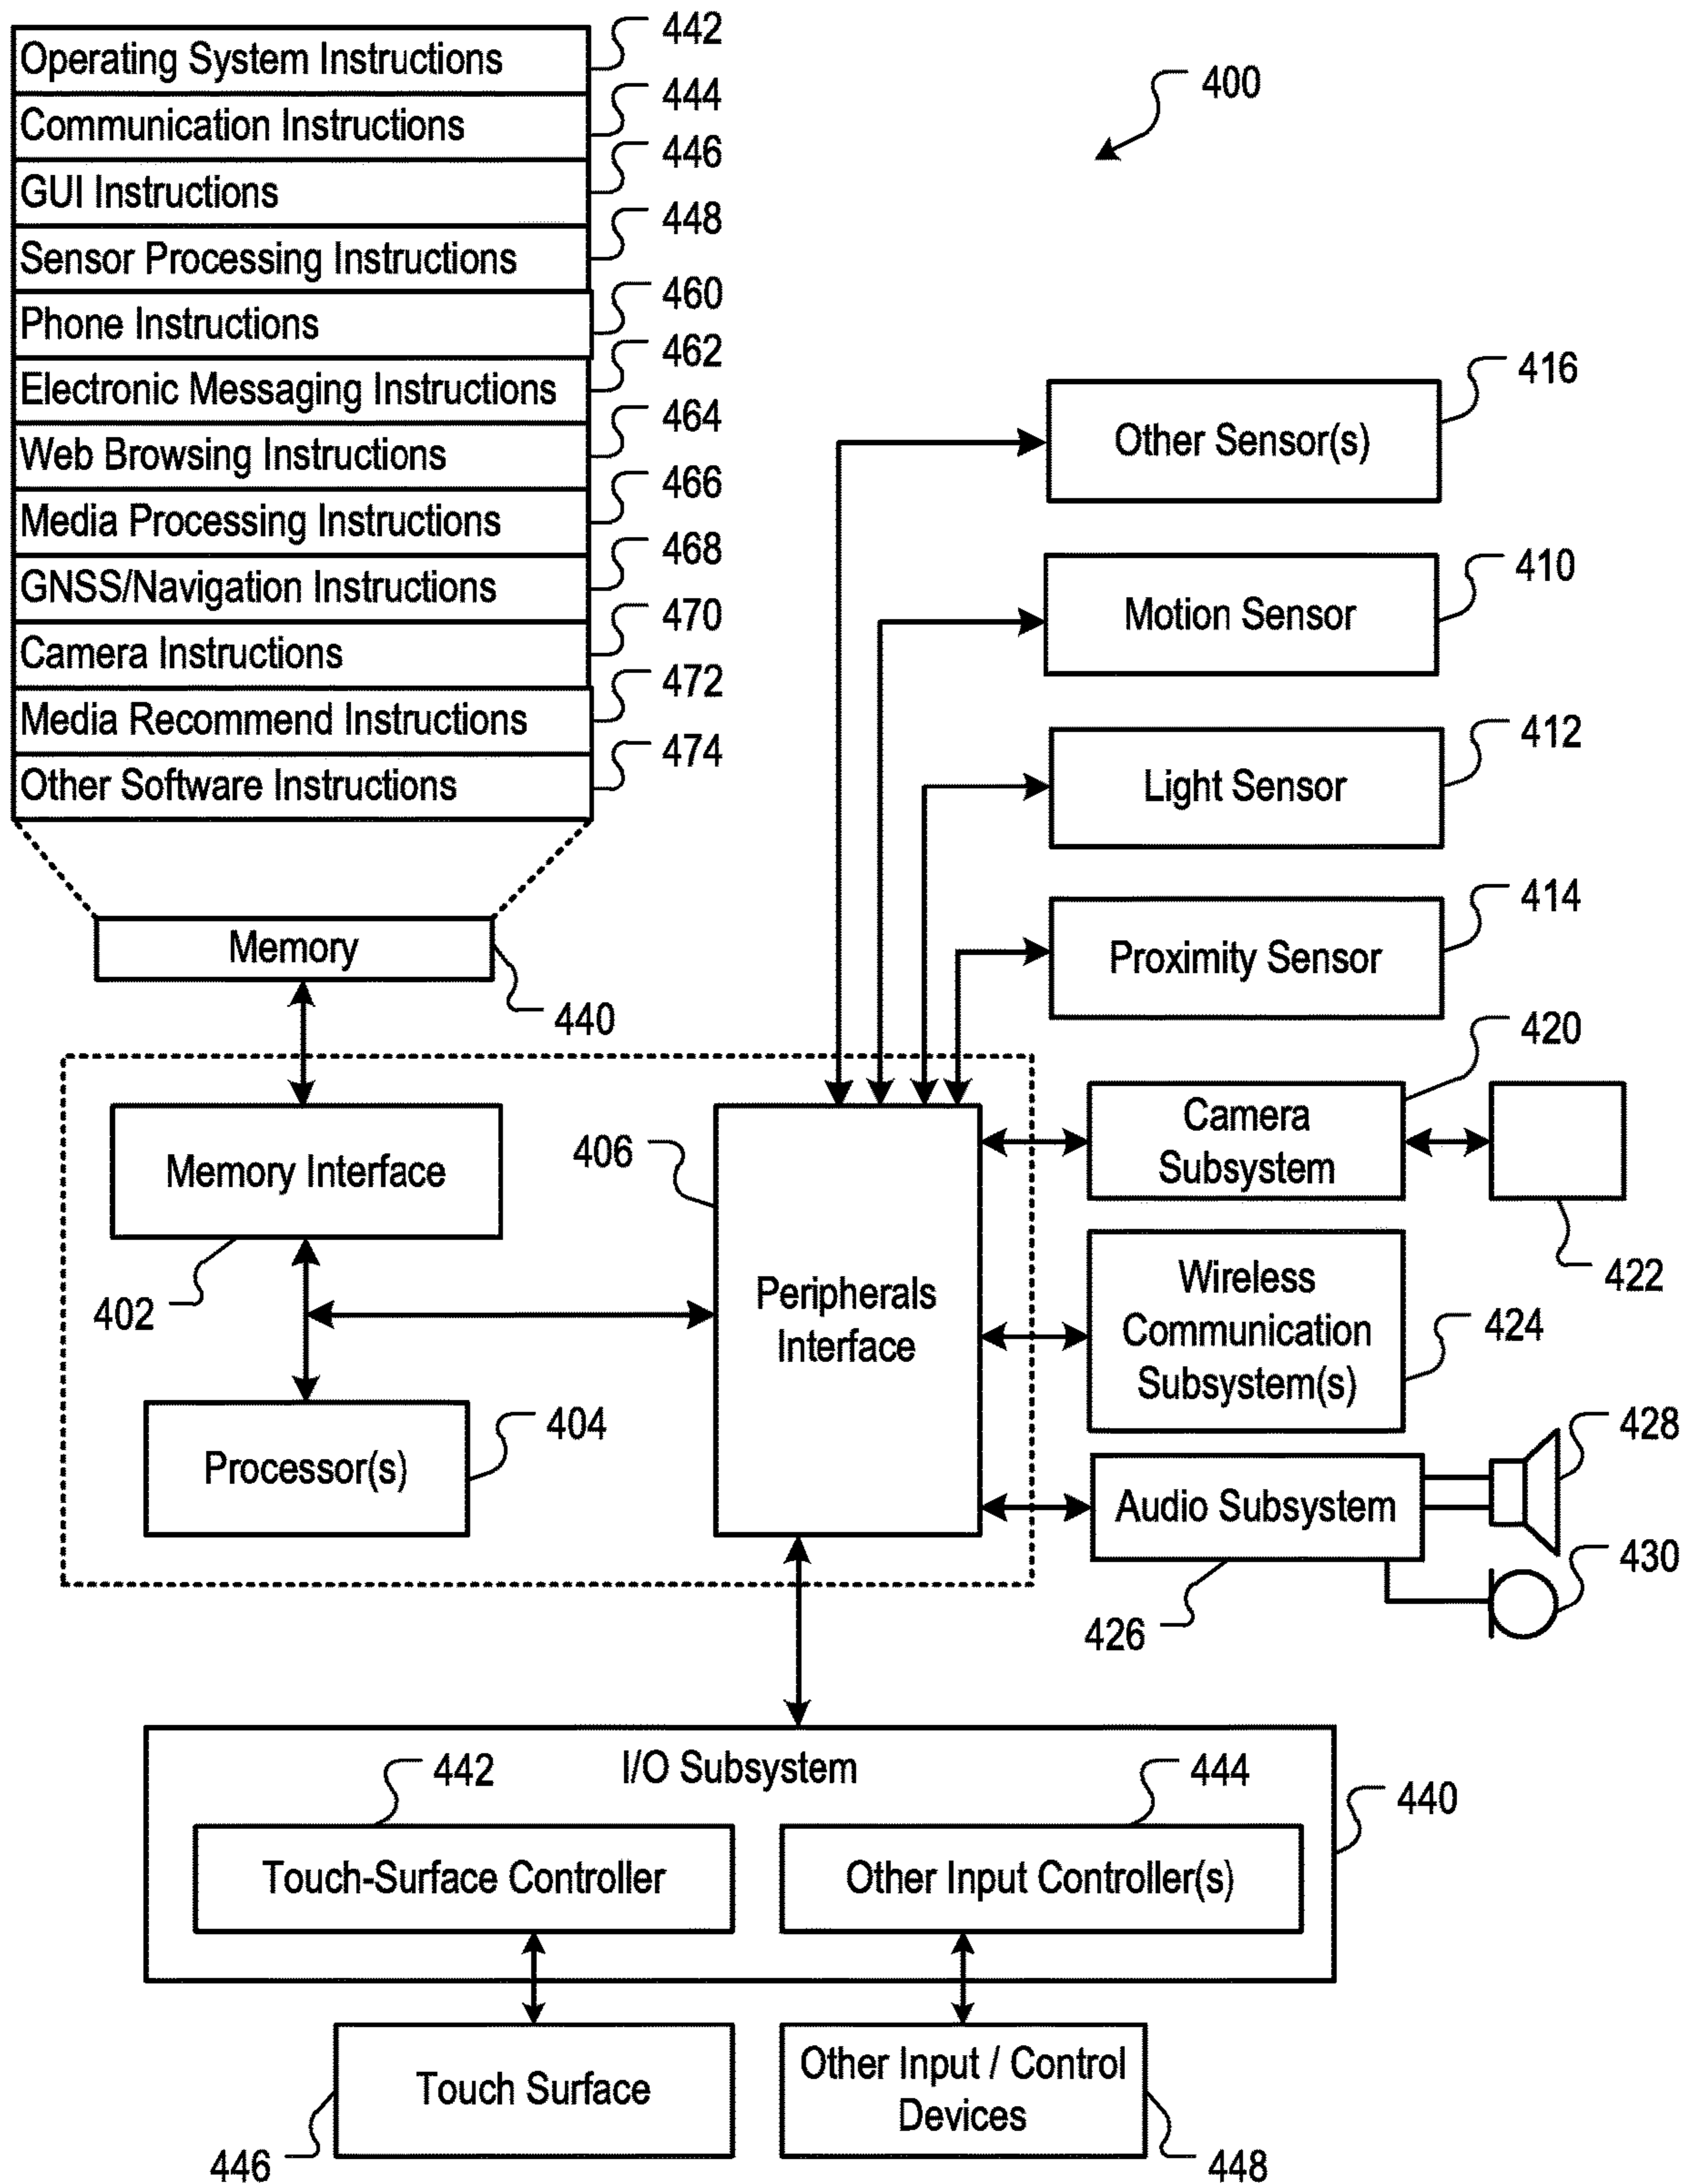 Operating System Instructions
442
Communication Instructions
444
GUI Instructions
446
Sensor Processing Instructions
448
Phone Instructions
460
Electronic Messaging Instructions
462
Web Browsing Instructions
464
Media Processing Instructions
466
GNSS/Navigation Instructions
468
Camera Instructions
470
Media Recommend Instructions
472
Other Software Instructions
474
400
Other Sensor(s)
416
Motion Sensor
410
Light Sensor
412
Proximity Sensor
414
Memory
440
Memory Interface
402
Processor(s)
404
406
Peripherals
Interface
Camera
Subsystem
420
422
Wireless
Communication
Subsystem(s)
424
Audio Subsystem
426
428
430
I/O Subsystem
440
442
Touch-Surface Controller
444
Other Input Controller(s)
Touch Surface
446
Other Input / Control
Devices
448